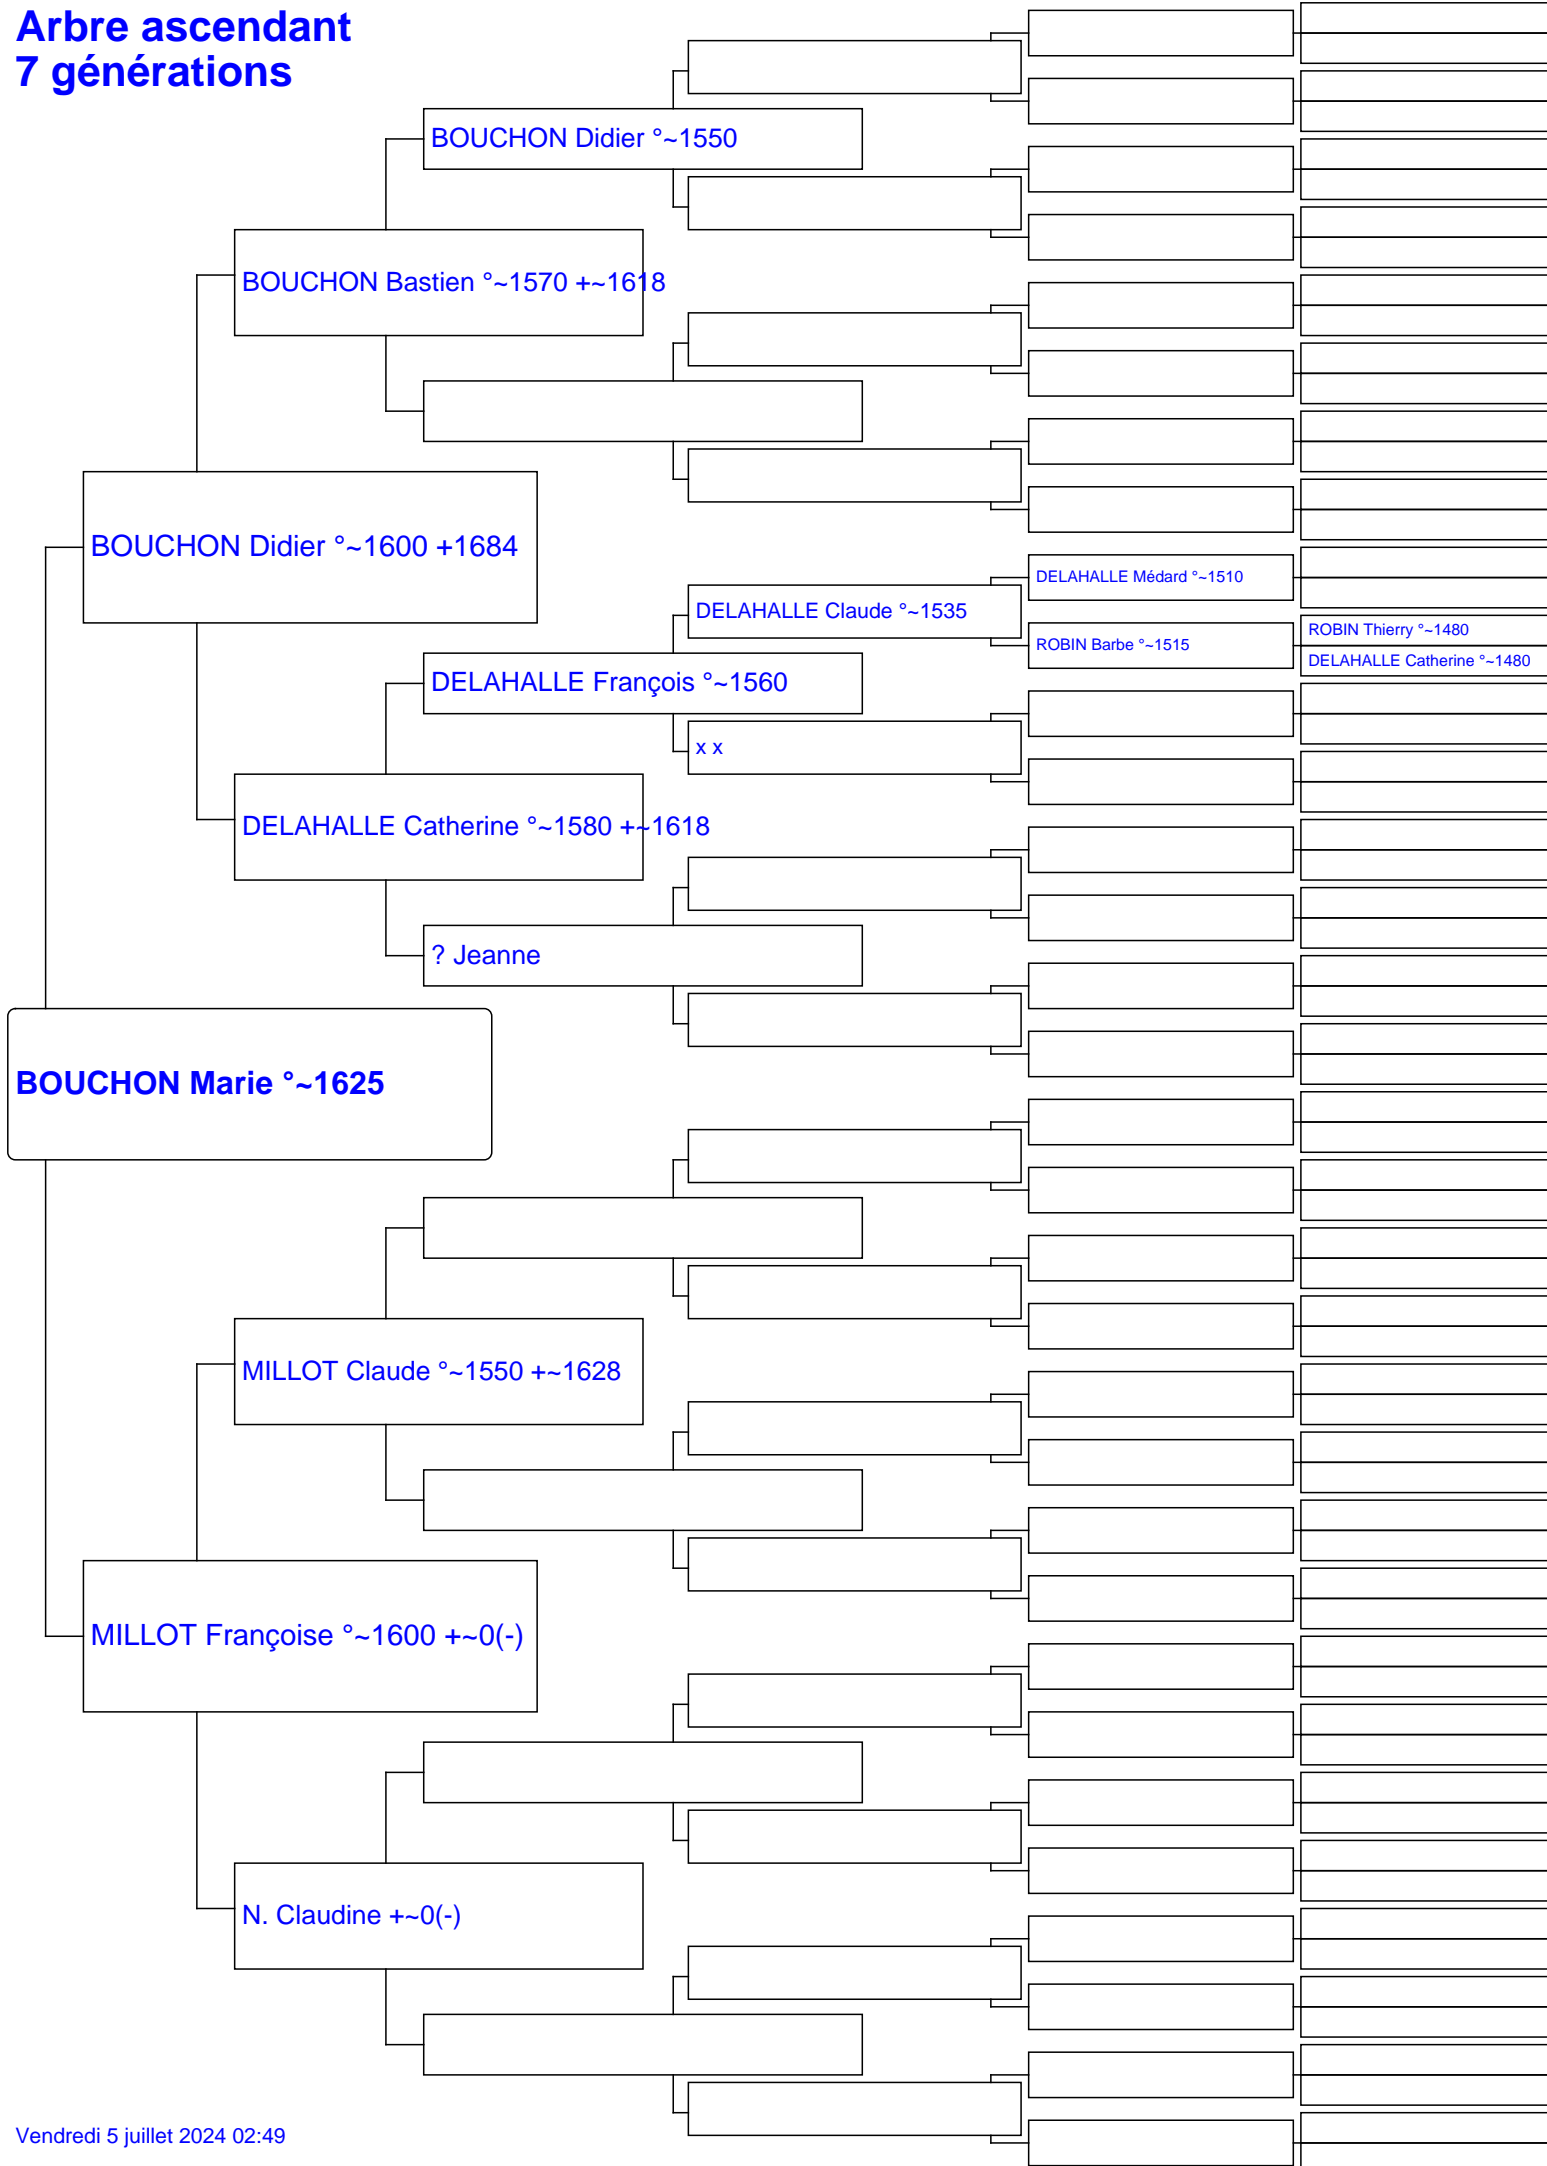 Arbre ascendant
7 générations
BOUCHON Didier °~1550
BOUCHON Bastien °~1570 +~1618
BOUCHON Didier °~1600 +1684
DELAHALLE Médard °~1510
DELAHALLE Claude °~1535
ROBIN Thierry °~1480
ROBIN Barbe °~1515
DELAHALLE Catherine °~1480
DELAHALLE François °~1560
x x
DELAHALLE Catherine °~1580 +~1618
? Jeanne
BOUCHON Marie °~1625
MILLOT Claude °~1550 +~1628
MILLOT Françoise °~1600 +~0(-)
N. Claudine +~0(-)
Vendredi 5 juillet 2024 02:49